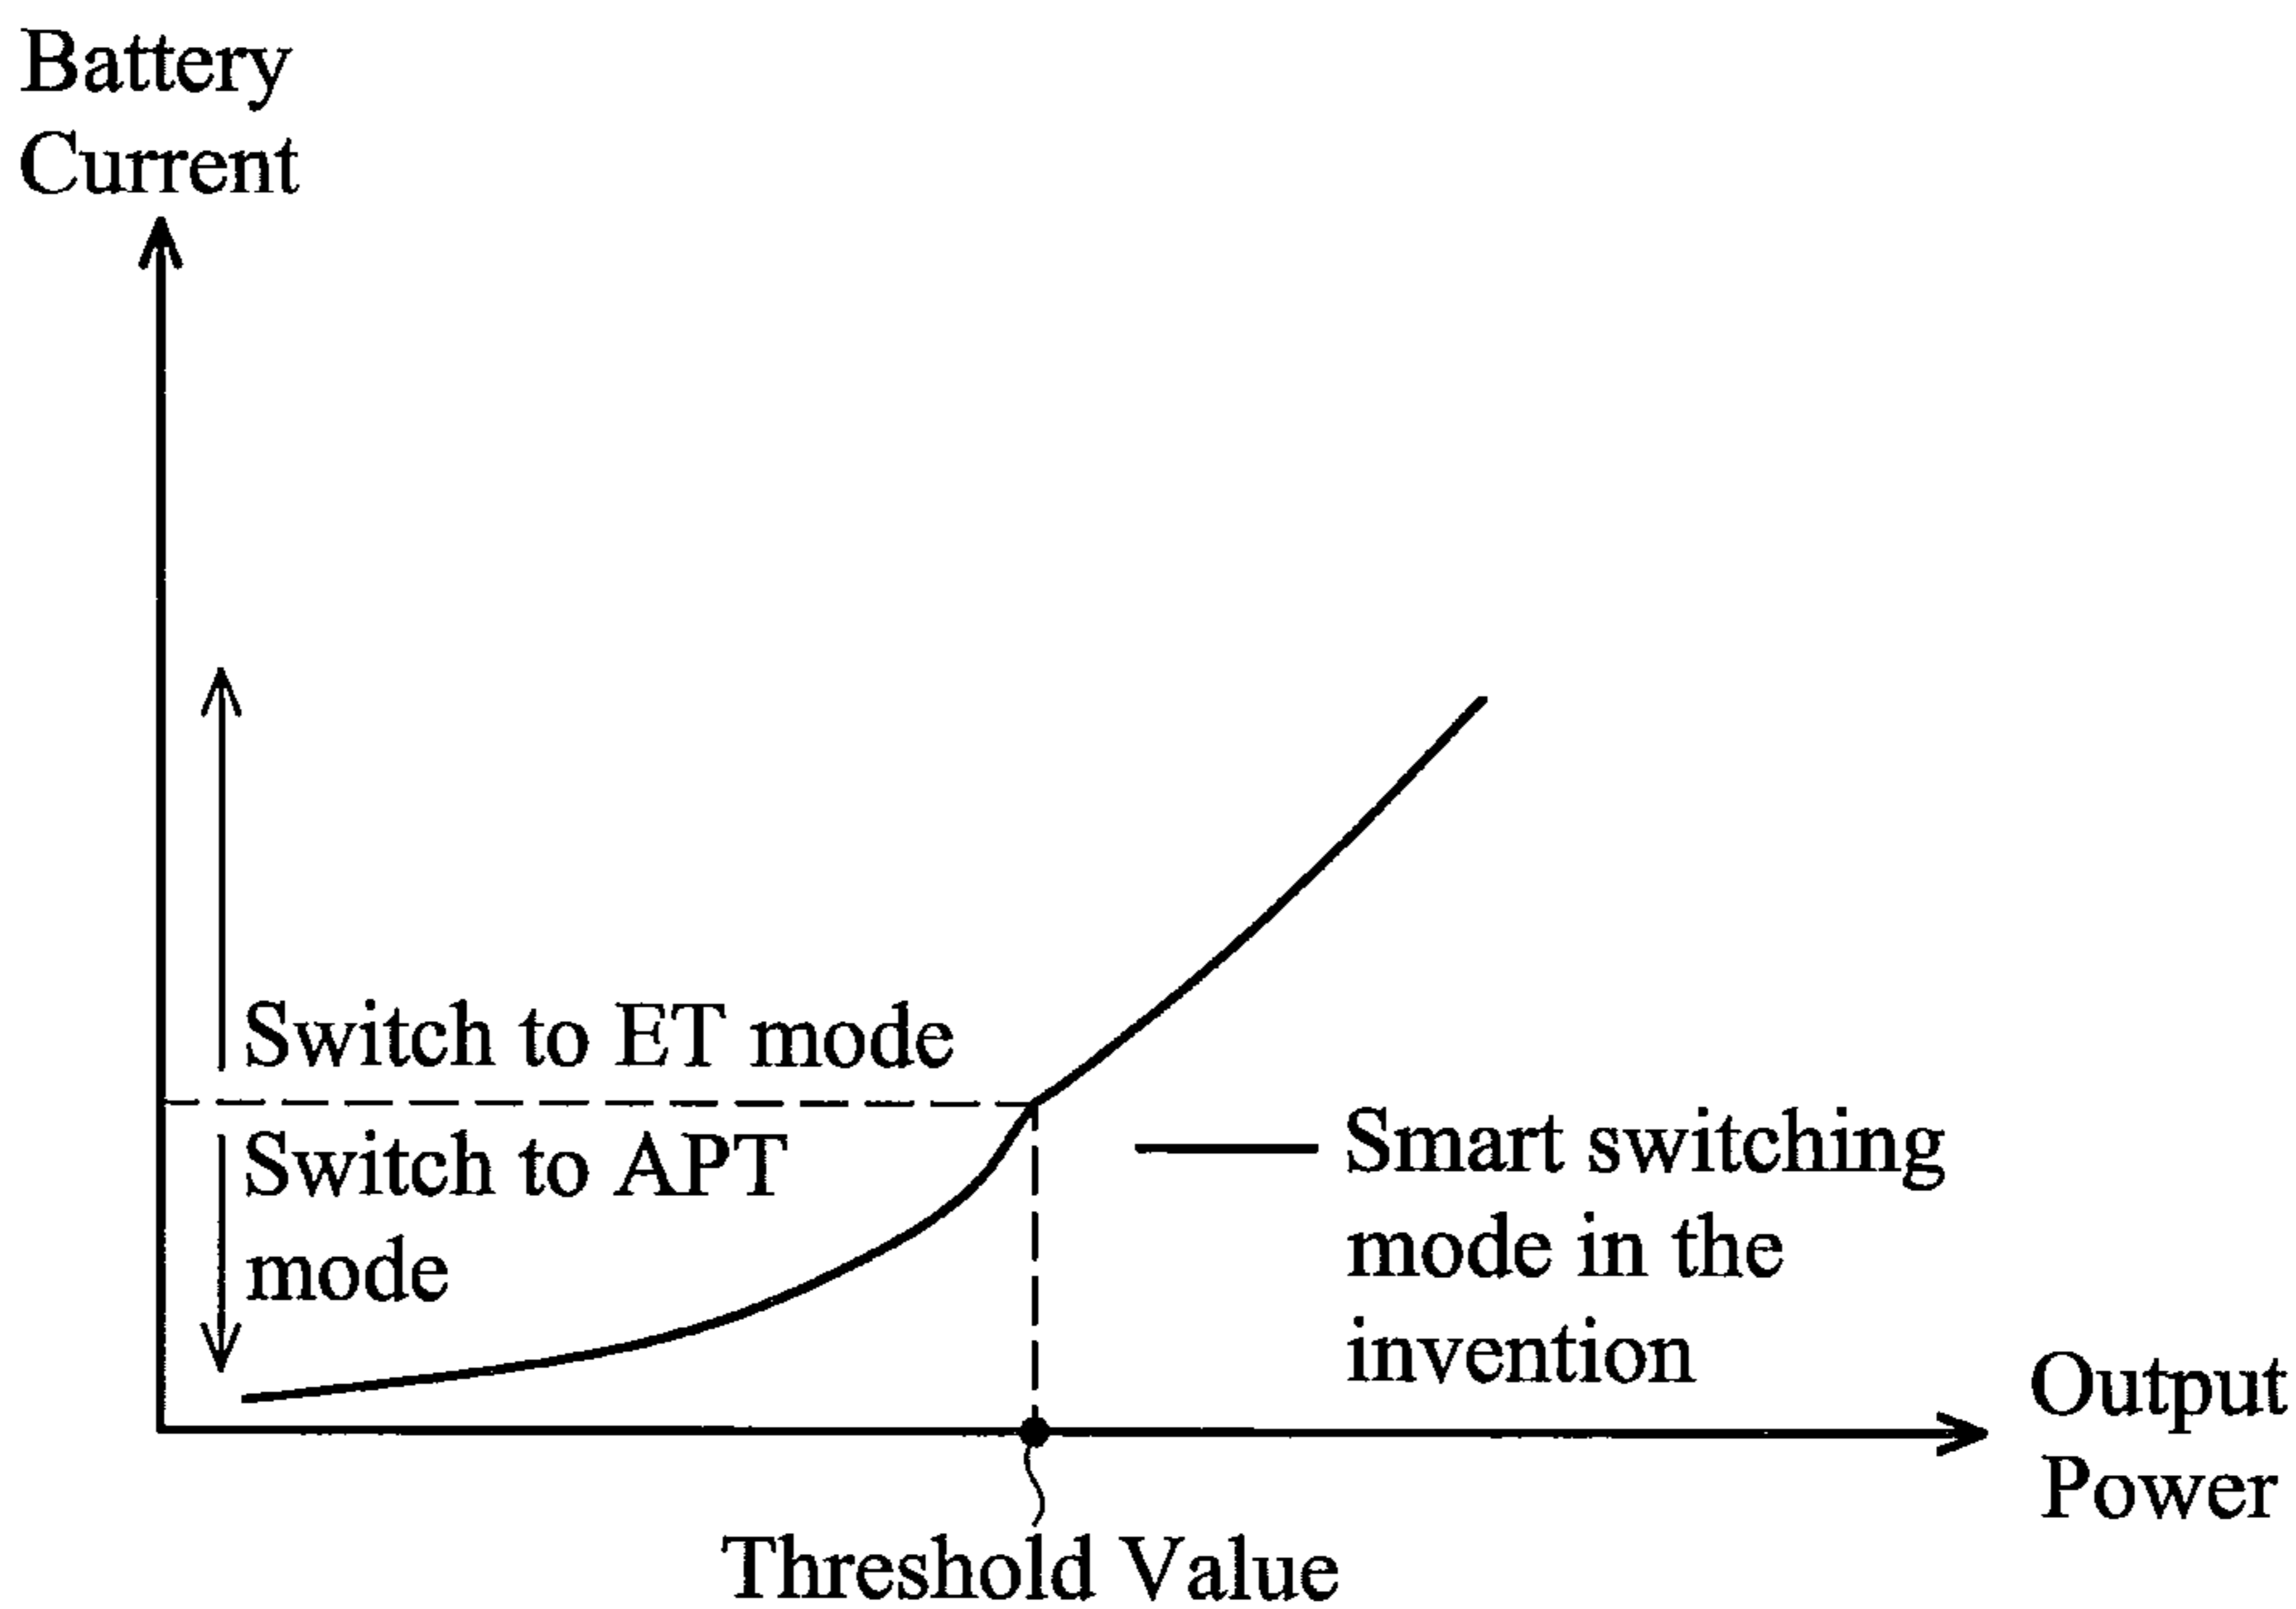 Battery
Current
Switch to ET mode
Switch to APT
mode
Smart switching
mode in the
invention
Output
Power
Threshold Value